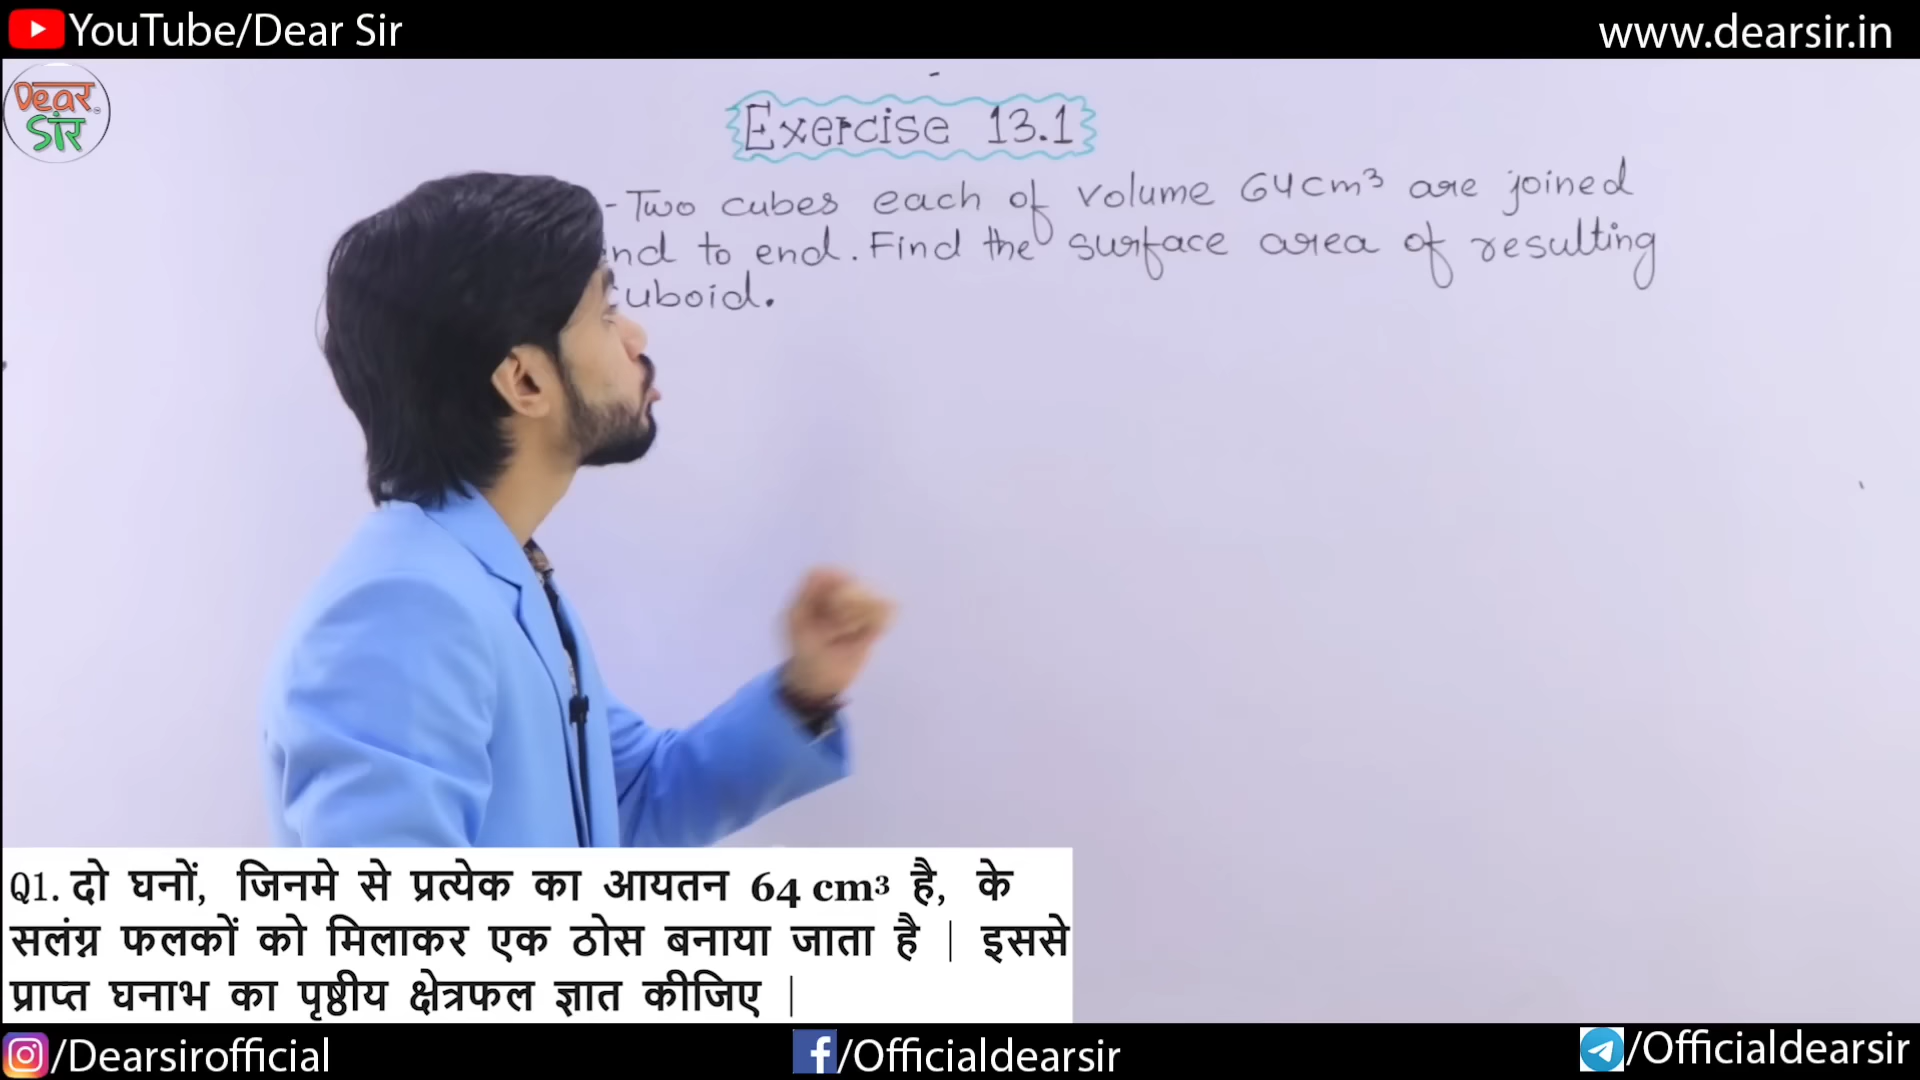 YouTube/Dear Sir
www.dearsir.in
Dear
सर
Exercise 13.1
-Two cubes each of volume 64cm³ are joined
nd to end. Find the surface area of resulting
uboid.
Q1. दो घनों, जिनमे से प्रत्येक का आयतन 64 cm³ है, के
सलंग्न फलकों को मिलाकर एक ठोस बनाया जाता है | इससे
प्राप्त घनाभ का पृष्ठीय क्षेत्रफल ज्ञात कीजिए |
/Dearsirofficial
/Officialdearsir
/Officialdearsir